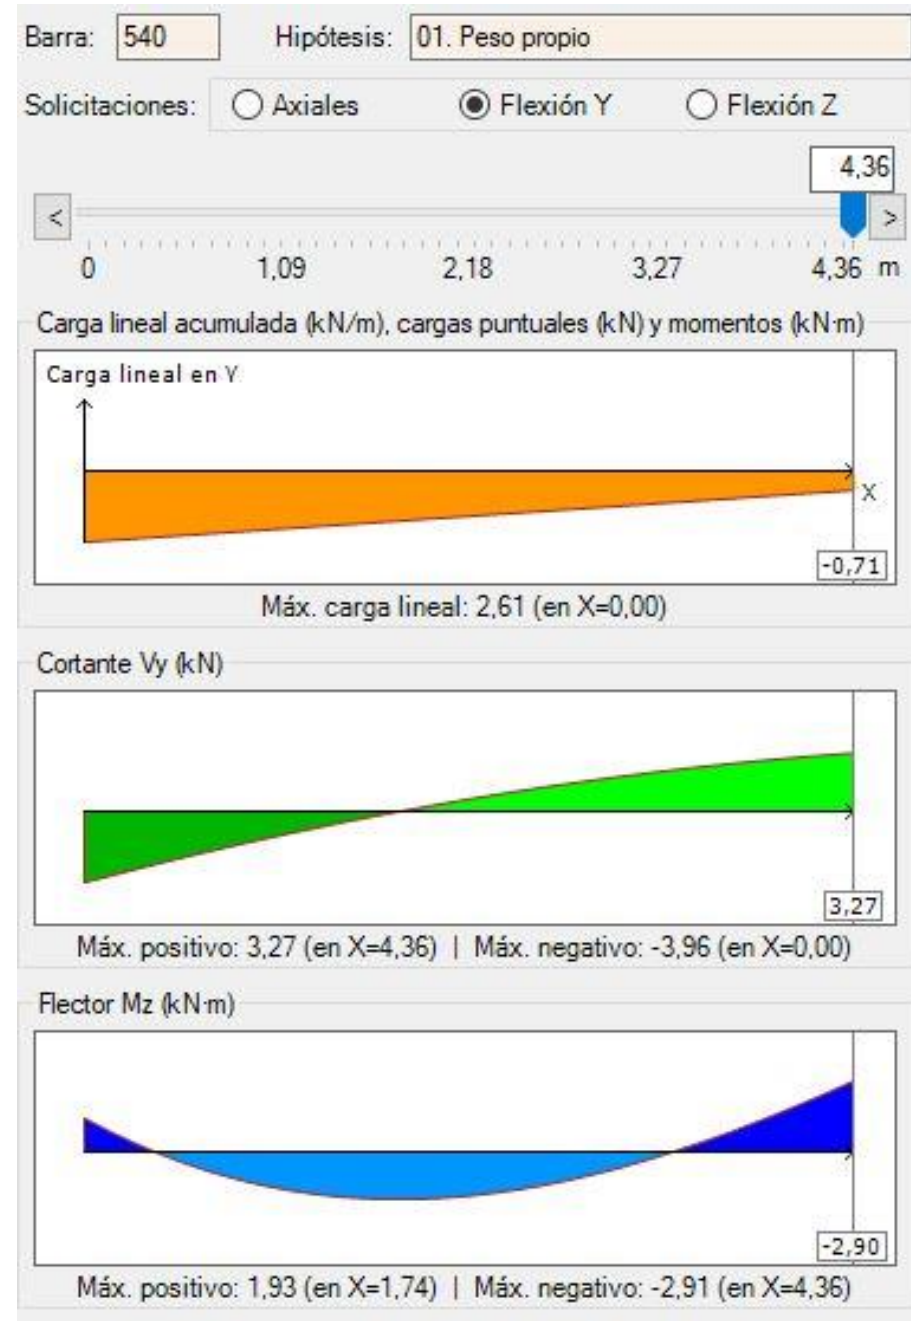 Barra: 540 Hipótesis: 01. Peso propio
Solicitaciones: Axiales Flexión Y Flexión Z
4,36
< >
0 1,09 2,18 3,27 4,36 m
Carga lineal acumulada (kN/m), cargas puntuales (kN) y momentos (kN·m)
Carga lineal en Y
X
-0,71
Máx. carga lineal: 2,61 (en X=0,00)
Cortante Vy (kN)
3,27
Máx. positivo: 3,27 (en X=4,36) | Máx. negativo: -3,96 (en X=0,00)
Flector Mz (kN·m)
-2,90
Máx. positivo: 1,93 (en X=1,74) | Máx. negativo: -2,91 (en X=4,36)